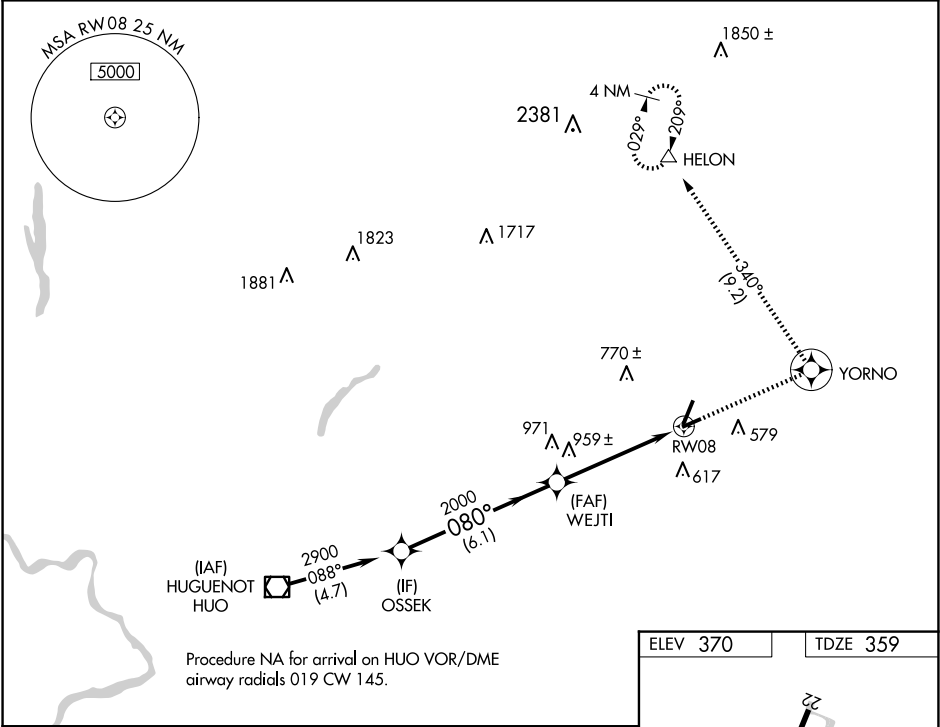 MSA RW08 25 NM
5000
1850 ±
4 NM
2381
029°
209°
HELON
1823
1717
1881
340°
(9.2)
770 ±
YORNO
971
959 ±
579
RW08
617
2000
080°
(6.1)
(FAF)
WEJTI
(IAF)
HUGUENOT
HUO
2900
088°
(4.7)
(IF)
OSSEK
Procedure NA for arrival on HUO VOR/DME
airway radials 019 CW 145.
ELEV 370
TDZE 359
22